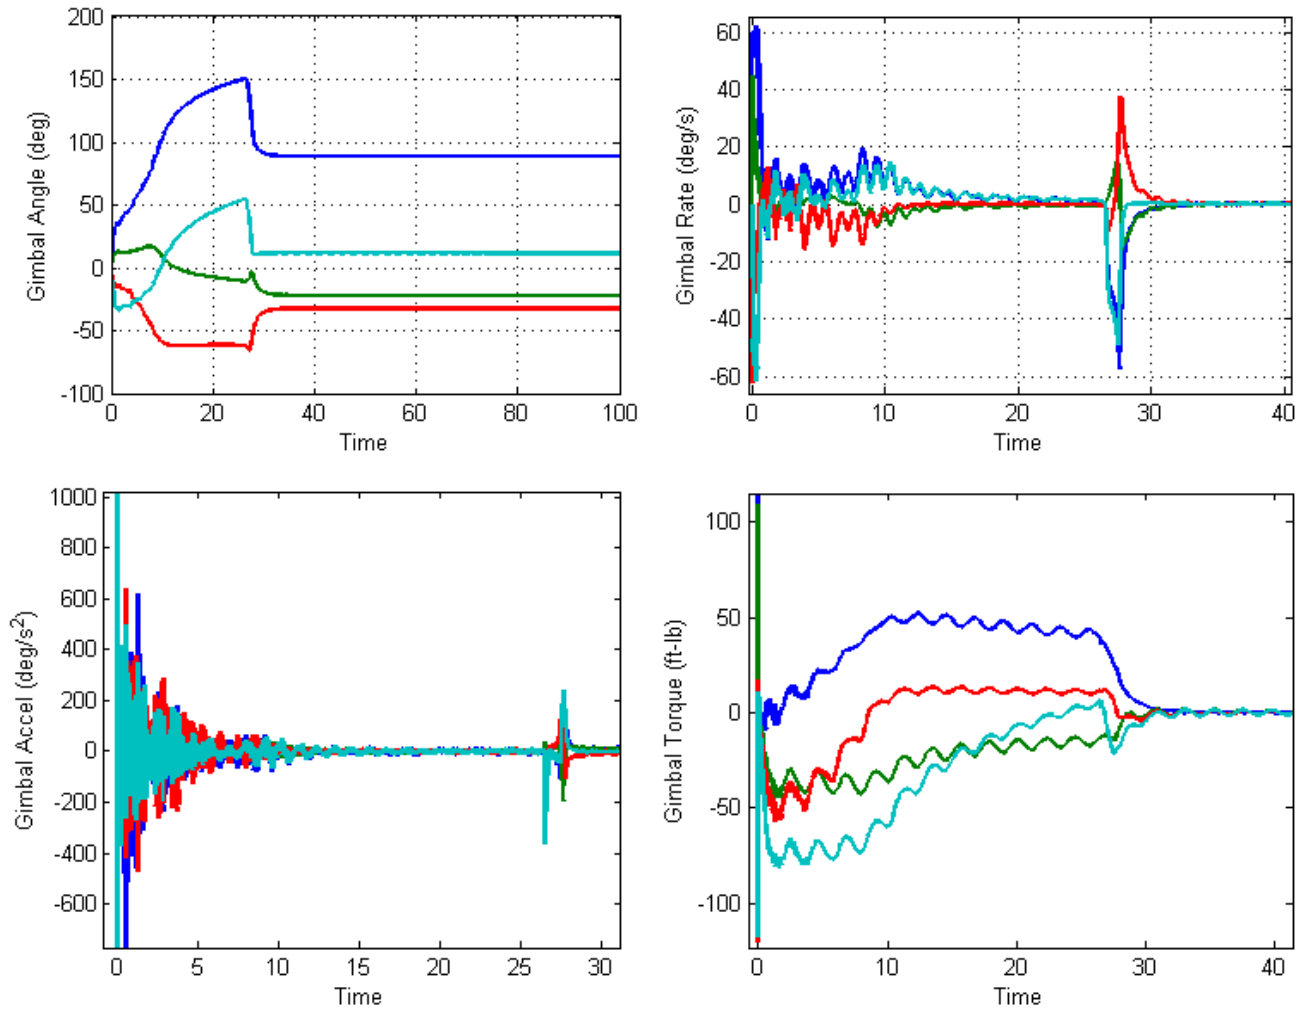 200
150
100
50
0
-50
-100
0 20 40 60 80 100
Time
Gimbal Angle (deg)
60
40
20
0
-20
-40
-60
0 10 20 30 40
Time
Gimbal Rate (deg/s)
1000
800
600
400
200
0
-200
-400
-600
0 5 10 15 20 25 30
Time
Gimbal Accel (deg/s²)
100
50
0
-50
-100
0 10 20 30 40
Time
Gimbal Torque (ft-lb)